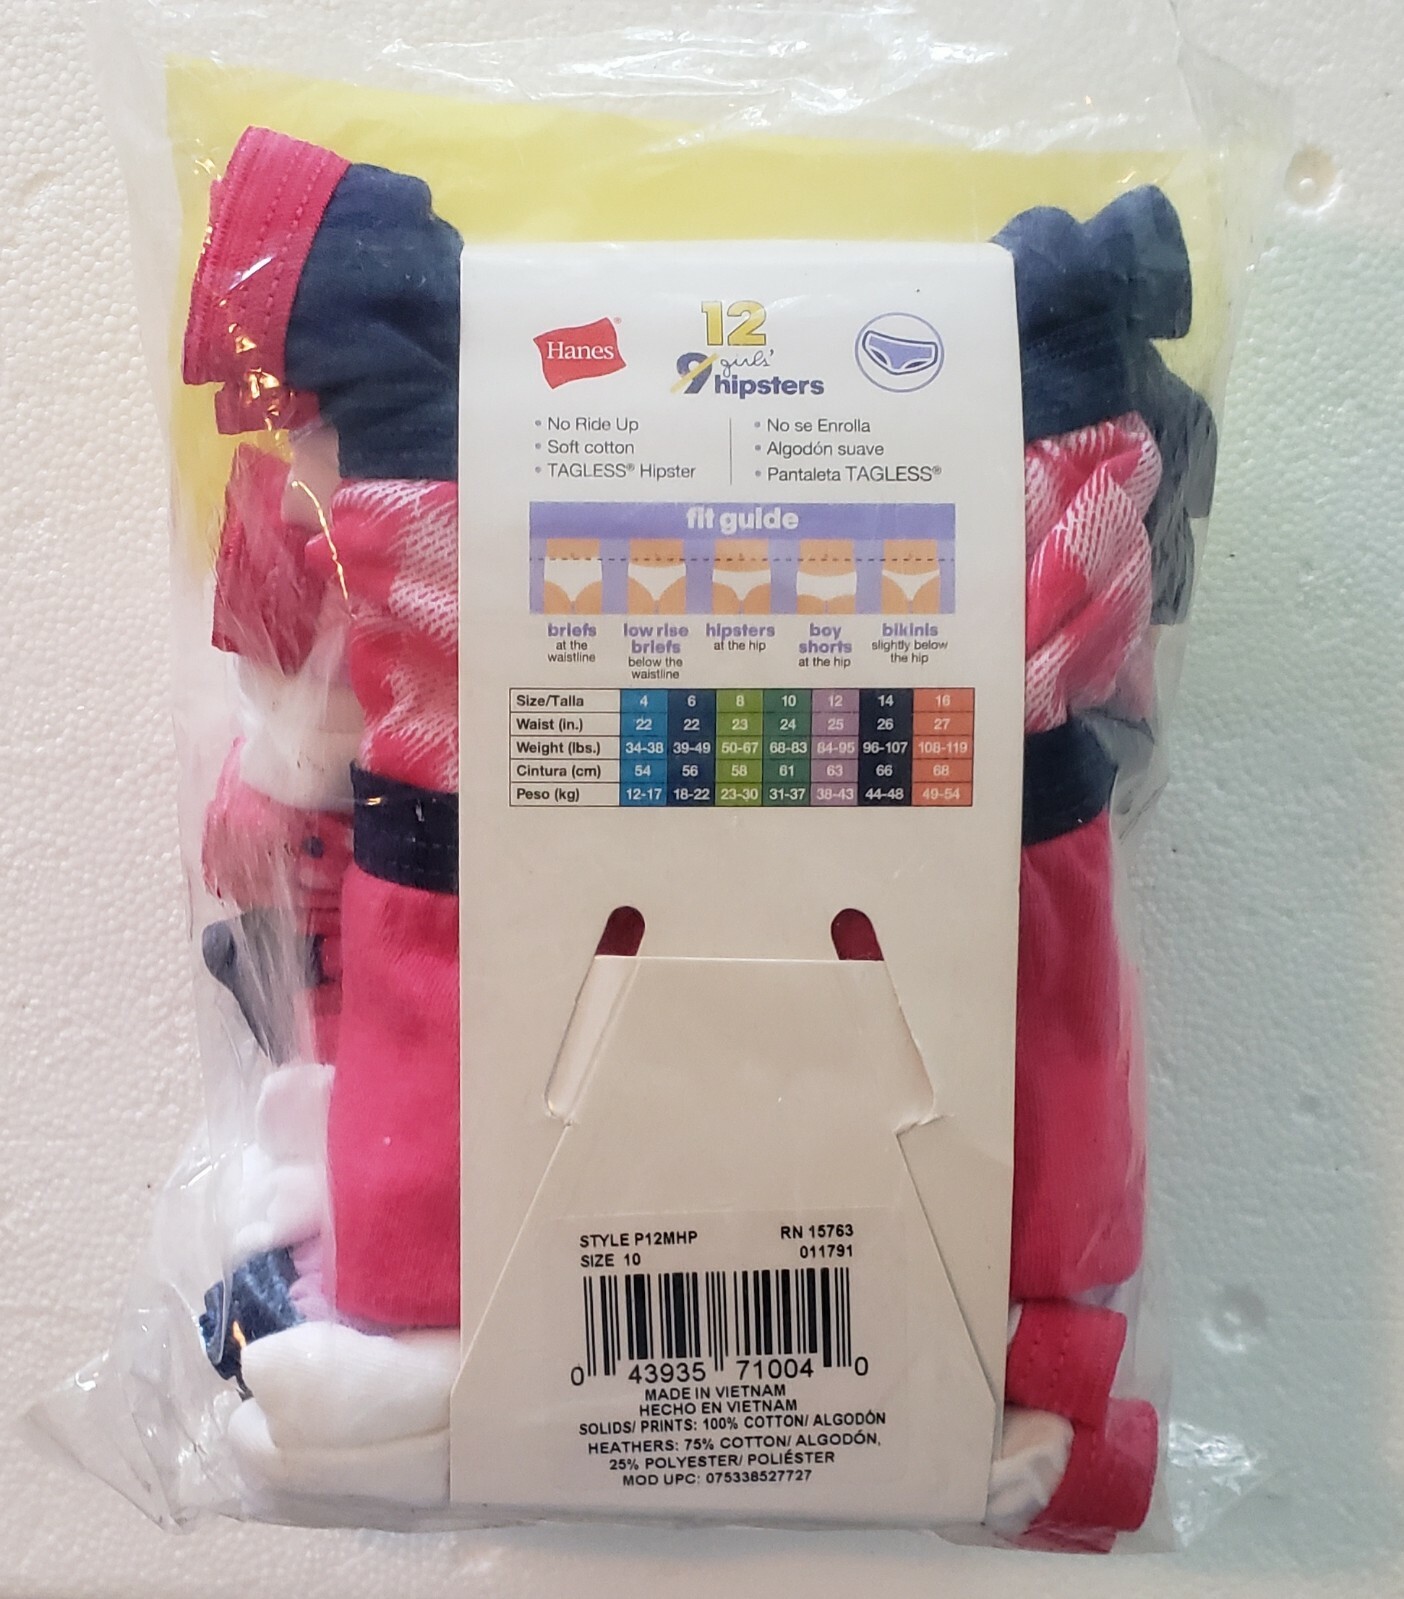 Hanes®
12
9 girls'
hipsters
• No Ride Up
• Soft cotton
• TAGLESS® Hipster
• No se Enrolla
• Algodón suave
• Pantaleta TAGLESS®
fit guide
briefs
at the
waistline
low rise
briefs
below the
waistline
hipsters
at the hip
boy
shorts
at the hip
bikinis
slightly below
the hip
Size/Talla 4 6 8 10 12 14 16
Waist (in.) 22 22 23 24 25 26 27
Weight (lbs.) 34-38 39-49 50-67 68-83 84-95 96-107 108-119
Cintura (cm) 54 56 58 61 63 66 68
Peso (kg) 12-17 18-22 23-30 31-37 38-43 44-48 49-54
STYLE P12MHP RN 15763
SIZE 10 011791
0 43935 71004 0
MADE IN VIETNAM
HECHO EN VIETNAM
SOLIDS/ PRINTS: 100% COTTON/ ALGODÓN
HEATHERS: 75% COTTON/ ALGODÓN,
25% POLYESTER/ POLIÉSTER
MOD UPC: 075338527727